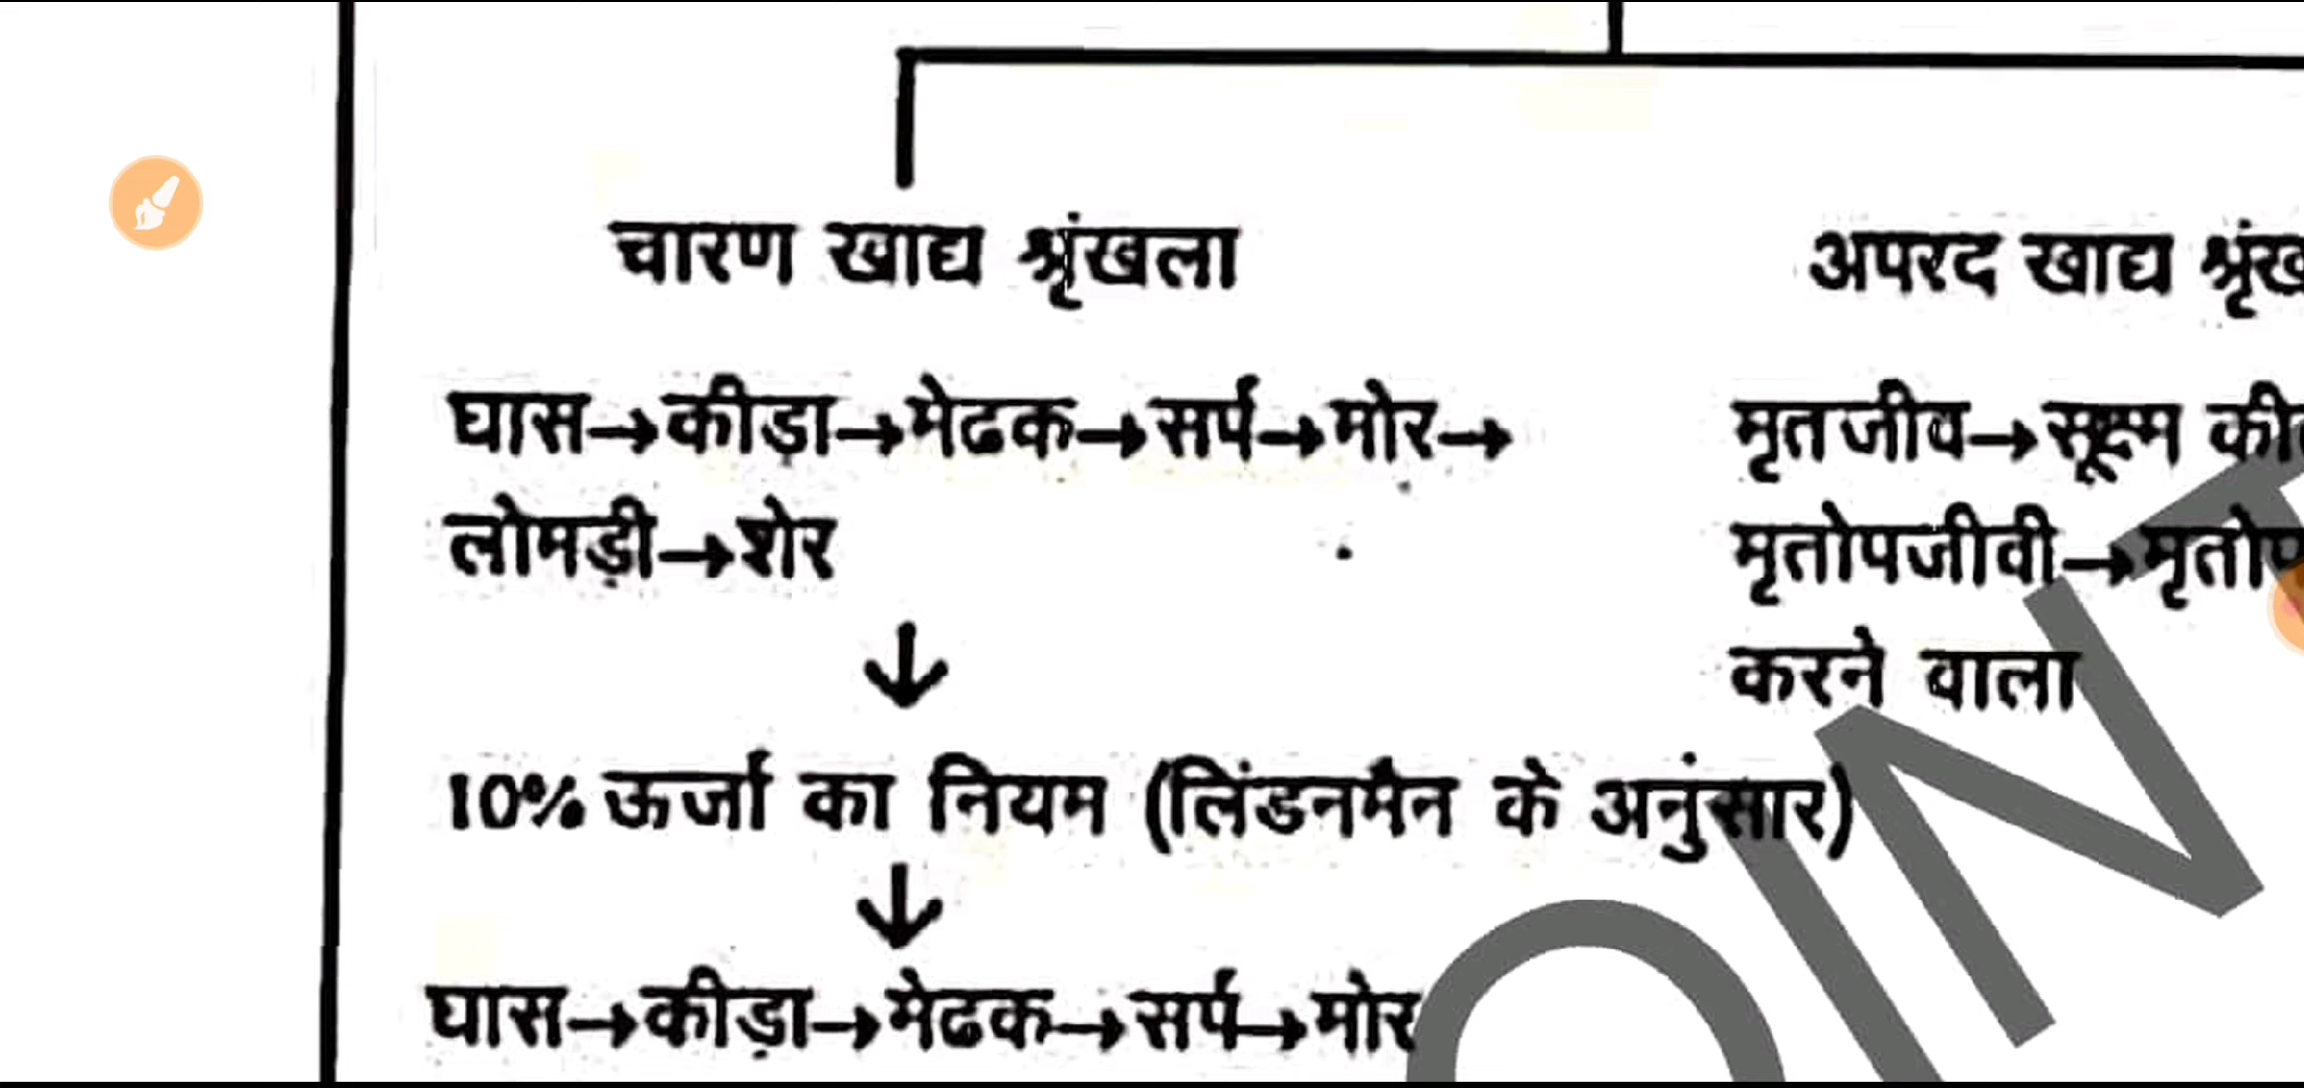 चारण खाद्य श्रृंखला
घास→कीड़ा→मेढक→सर्प→मोर→
लोमड़ी→शेर
↓
10% ऊर्जा का नियम (लिंडनमैन के अनुंसार)
↓
घास→कीड़ा→मेढक→सर्प→मोर
अपरद खाद्य
मृतजीव→सूक्ष्म
मृतोपजीवी→
करने वाला